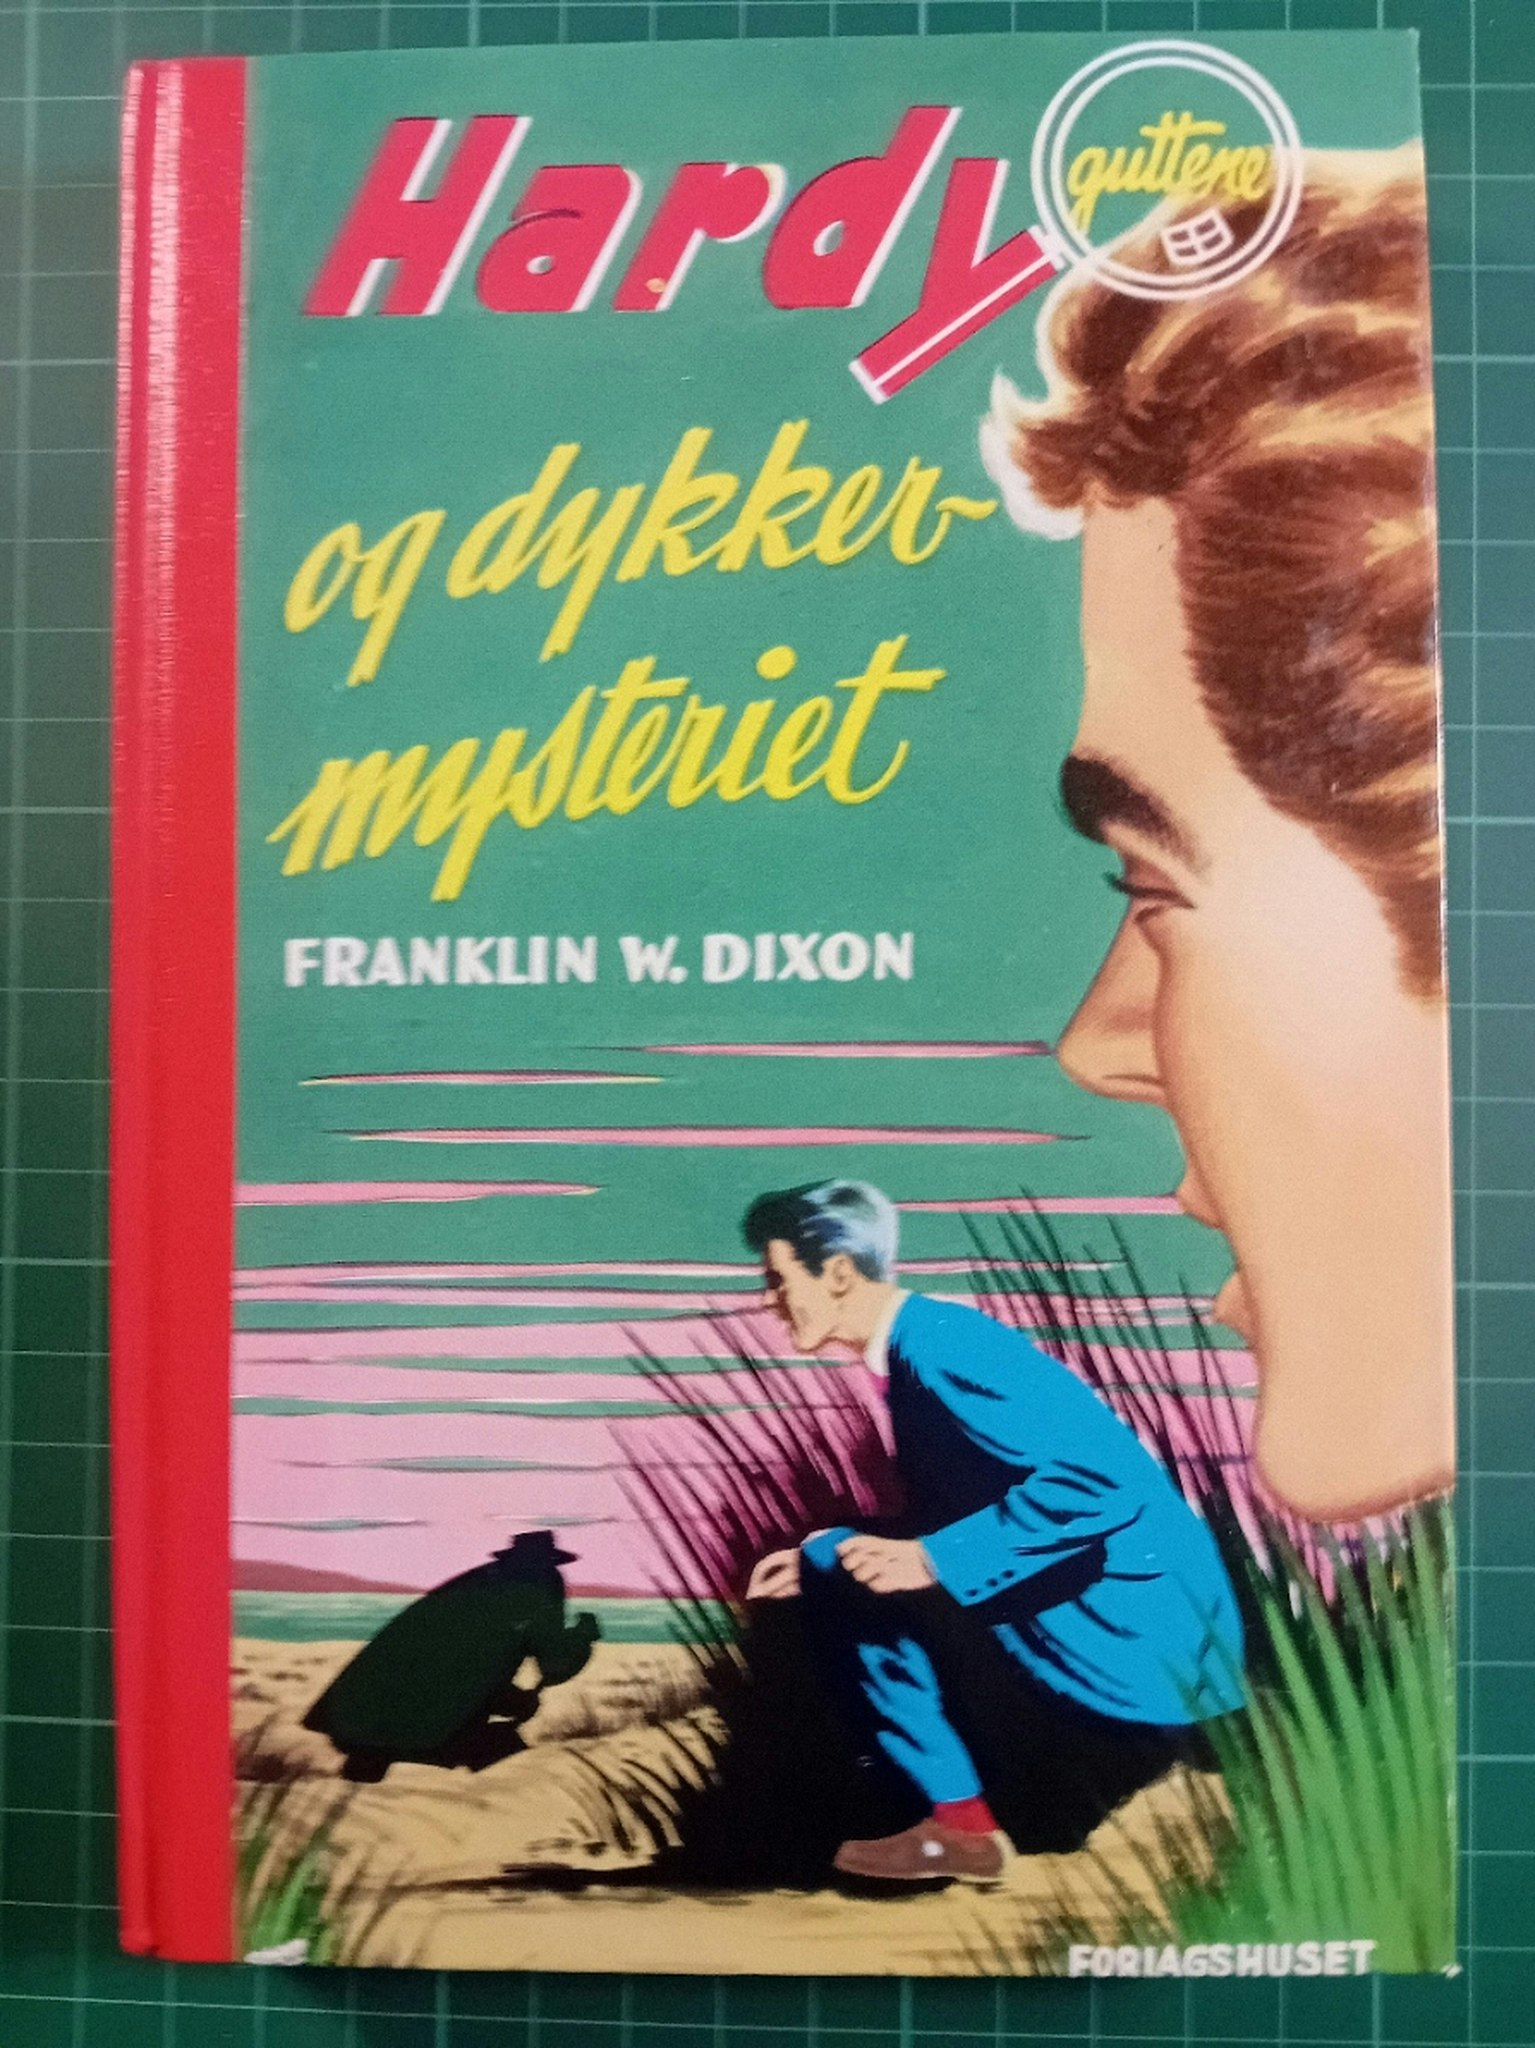 Hardy guttene
og dykker-
mysteriet
FRANKLIN W. DIXON
FORLAGSHUSET